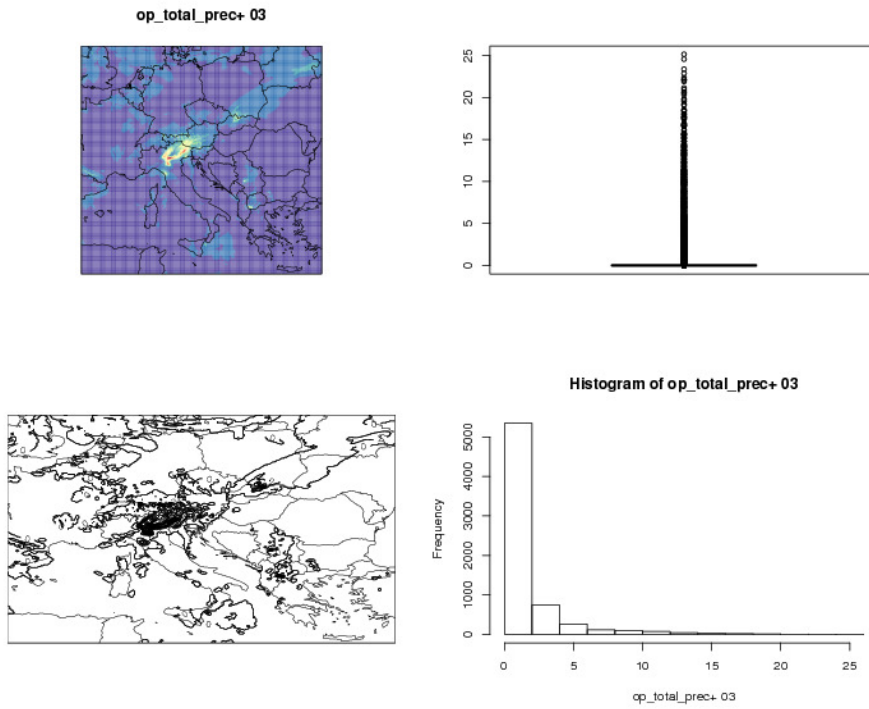 op_total_prec+ 03
25
20
15
10
5
0
Histogram of op_total_prec+ 03
Frequency
5000
4000
3000
2000
1000
0
0 5 10 15 20 25
op_total_prec+ 03